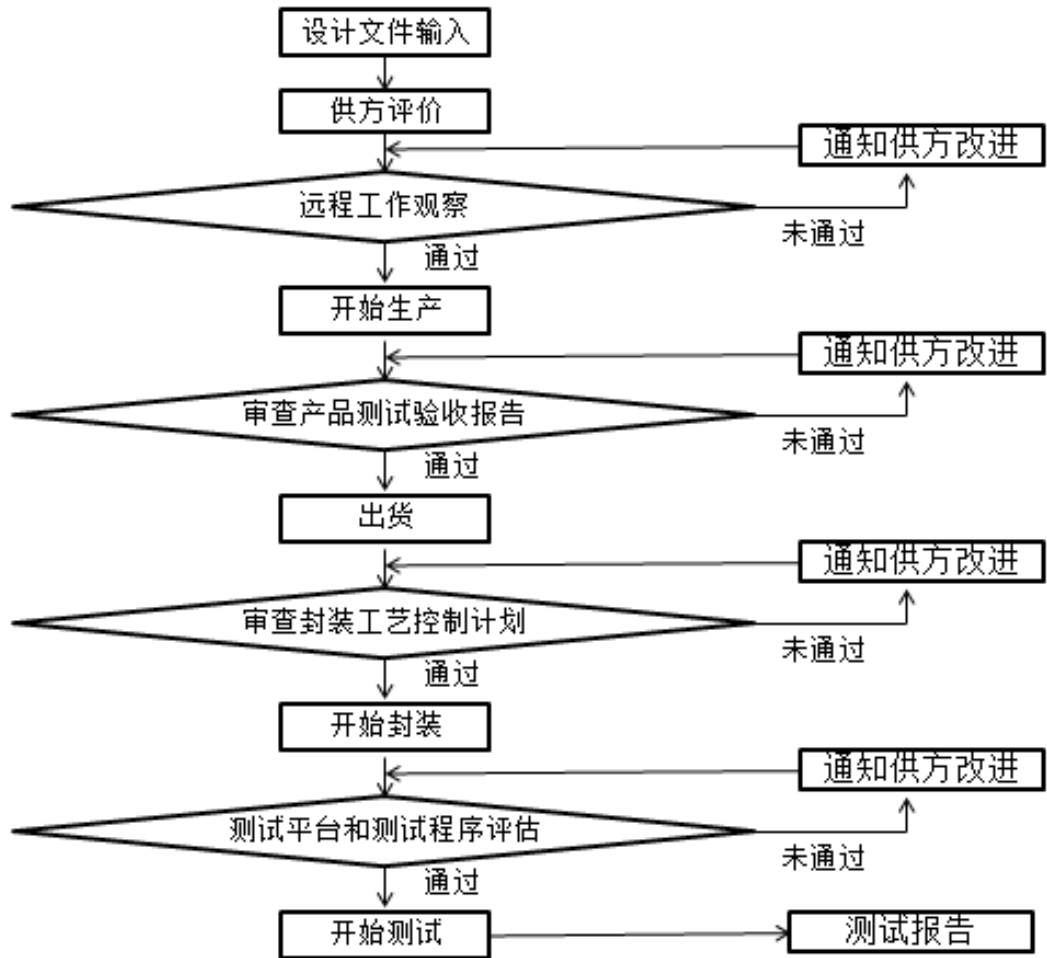 设计文件输入
供方评价
通知供方改进
远程工作观察
未通过
通过
开始生产
通知供方改进
审查产品测试验收报告
未通过
通过
出货
通知供方改进
审查封装工艺控制计划
未通过
通过
开始封装
通知供方改进
测试平台和测试程序评估
未通过
通过
开始测试
测试报告